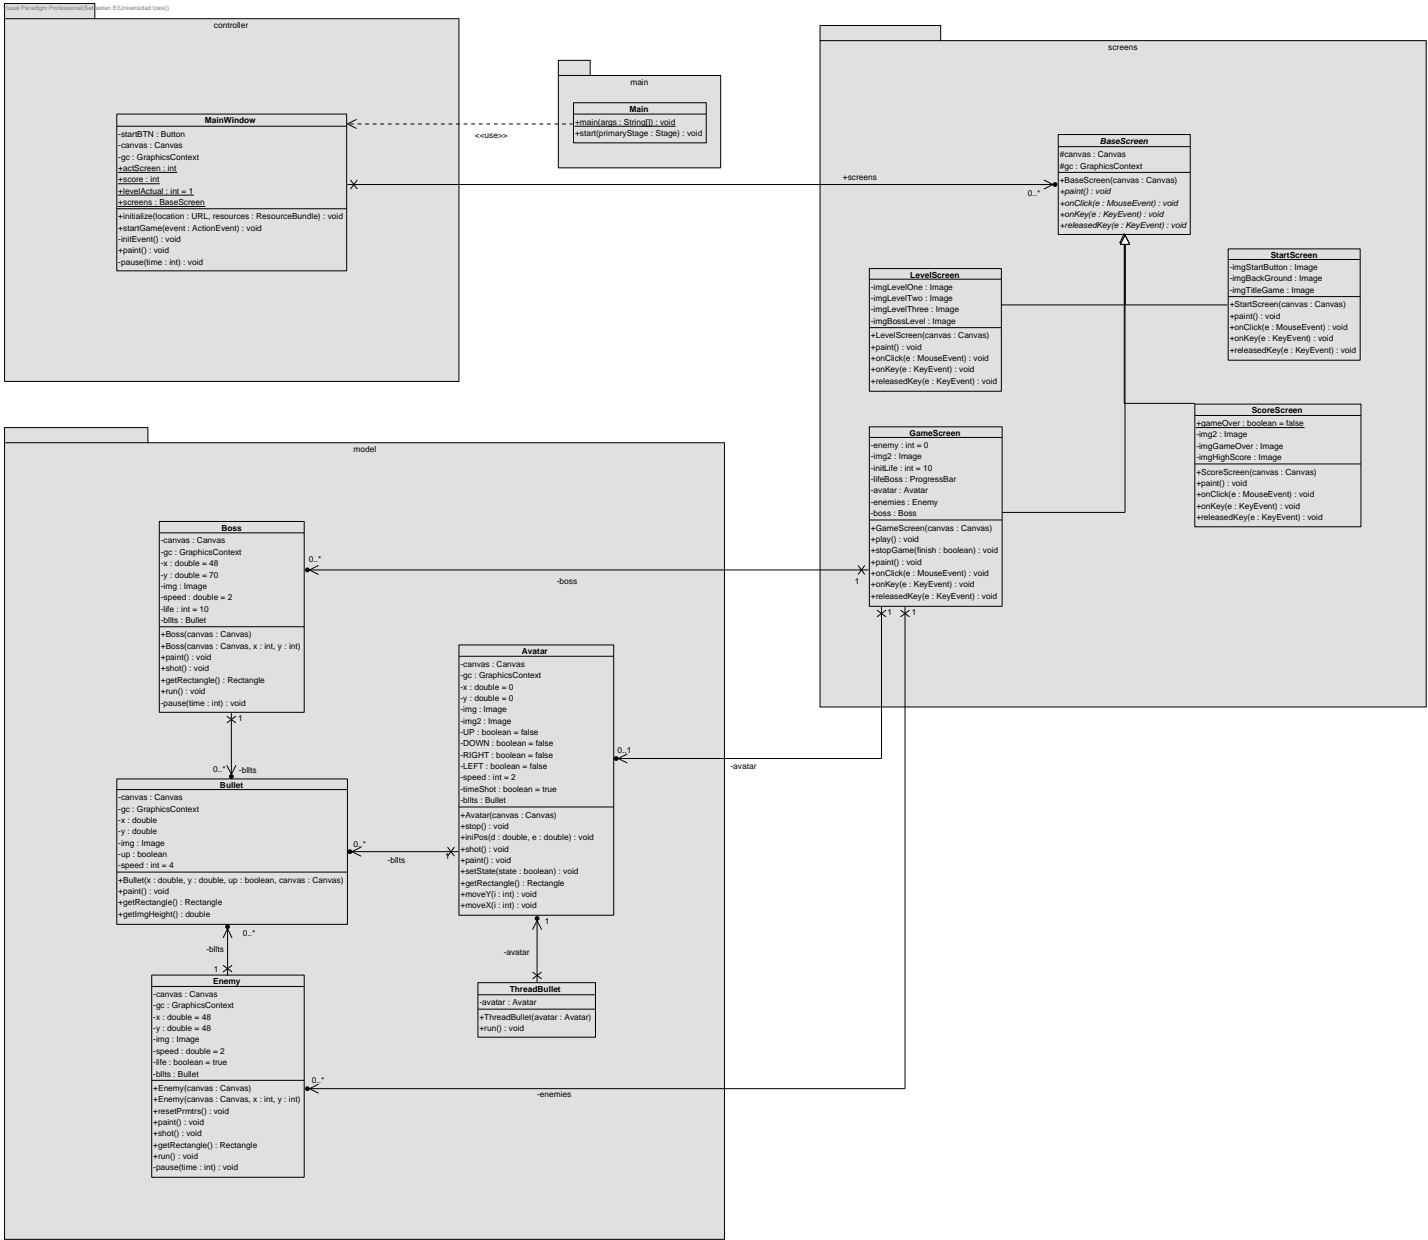 Visual Paradigm Professional(Sebastian E(Universidad Icesi))
controller
MainWindow
-startBTN : Button
-canvas : Canvas
-gc : GraphicsContext
+actScreen : int
+score : int
+levelActual : int = 1
+screens : BaseScreen
+initialize(location : URL, resources : ResourceBundle) : void
+startGame(event : ActionEvent) : void
-initEvent() : void
+paint() : void
-pause(time : int) : void
main
Main
+main(args : String[]) : void
+start(primaryStage : Stage) : void
<<use>>
+screens
0..*
screens
BaseScreen
#canvas : Canvas
#gc : GraphicsContext
+BaseScreen(canvas : Canvas)
+paint() : void
+onClick(e : MouseEvent) : void
+onKey(e : KeyEvent) : void
+releasedKey(e : KeyEvent) : void
StartScreen
-imgStartButton : Image
-imgBackGround : Image
-imgTitleGame : Image
+StartScreen(canvas : Canvas)
+paint() : void
+onClick(e : MouseEvent) : void
+onKey(e : KeyEvent) : void
+releasedKey(e : KeyEvent) : void
LevelScreen
-imgLevelOne : Image
-imgLevelTwo : Image
-imgLevelThree : Image
-imgBossLevel : Image
+LevelScreen(canvas : Canvas)
+paint() : void
+onClick(e : MouseEvent) : void
+onKey(e : KeyEvent) : void
+releasedKey(e : KeyEvent) : void
ScoreScreen
+gameOver : boolean = false
-img2 : Image
-imgGameOver : Image
-imgHighScore : Image
+ScoreScreen(canvas : Canvas)
+paint() : void
+onClick(e : MouseEvent) : void
+onKey(e : KeyEvent) : void
+releasedKey(e : KeyEvent) : void
GameScreen
-enemy : int = 0
-img2 : Image
-initLife : int = 10
-lifeBoss : ProgressBar
-avatar : Avatar
-enemies : Enemy
-boss : Boss
+GameScreen(canvas : Canvas)
+play() : void
+stopGame(finish : boolean) : void
+paint() : void
+onClick(e : MouseEvent) : void
+onKey(e : KeyEvent) : void
+releasedKey(e : KeyEvent) : void
1
1
1
model
Boss
-canvas : Canvas
-gc : GraphicsContext
-x : double = 48
-y : double = 70
-img : Image
-speed : double = 2
-life : int = 10
-bllts : Bullet
+Boss(canvas : Canvas)
+Boss(canvas : Canvas, x : int, y : int)
+paint() : void
+shot() : void
+getRectangle() : Rectangle
+run() : void
-pause(time : int) : void
0..*
-boss
1
0..*
-bllts
Avatar
-canvas : Canvas
-gc : GraphicsContext
-x : double = 0
-y : double = 0
-img : Image
-img2 : Image
-UP : boolean = false
-DOWN : boolean = false
-RIGHT : boolean = false
-LEFT : boolean = false
-speed : int = 2
-timeShot : boolean = true
-bllts : Bullet
+Avatar(canvas : Canvas)
+stop() : void
+iniPos(d : double, e : double) : void
+shot() : void
+paint() : void
+setState(state : boolean) : void
+getRectangle() : Rectangle
+moveY(i : int) : void
+moveX(i : int) : void
0..1
-avatar
Bullet
-canvas : Canvas
-gc : GraphicsContext
-x : double
-y : double
-img : Image
-up : boolean
-speed : int = 4
+Bullet(x : double, y : double, up : boolean, canvas : Canvas)
+paint() : void
+getRectangle() : Rectangle
+getImgHeight() : double
0..*
-bllts
1
0..*
-bllts
1
1
-avatar
Enemy
-canvas : Canvas
-gc : GraphicsContext
-x : double = 48
-y : double = 48
-img : Image
-speed : double = 2
-life : boolean = true
-bllts : Bullet
+Enemy(canvas : Canvas)
+Enemy(canvas : Canvas, x : int, y : int)
+resetPrmtrs() : void
+paint() : void
+shot() : void
+getRectangle() : Rectangle
+run() : void
-pause(time : int) : void
ThreadBullet
-avatar : Avatar
+ThreadBullet(avatar : Avatar)
+run() : void
0..*
-enemies